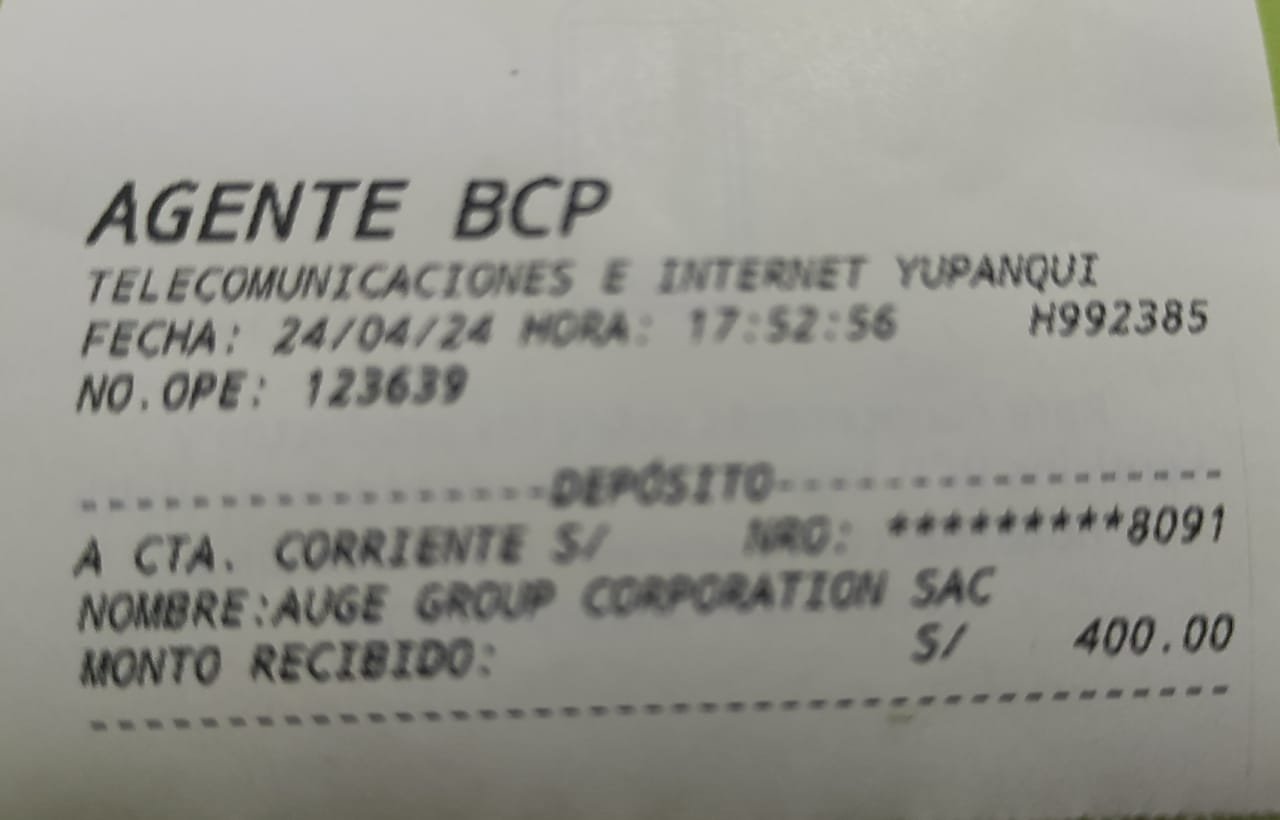 AGENTE BCP
TELECOMUNICACIONES E INTERNET YUPANQUI
FECHA: 24/04/24 HORA: 17:52:56 H992385
NO.OPE: 123639
--------------------DEPÓSITO--------------------
A CTA. CORRIENTE S/ NRO: *********8091
NOMBRE:AUGE GROUP CORPORATION SAC
MONTO RECIBIDO: S/ 400.00